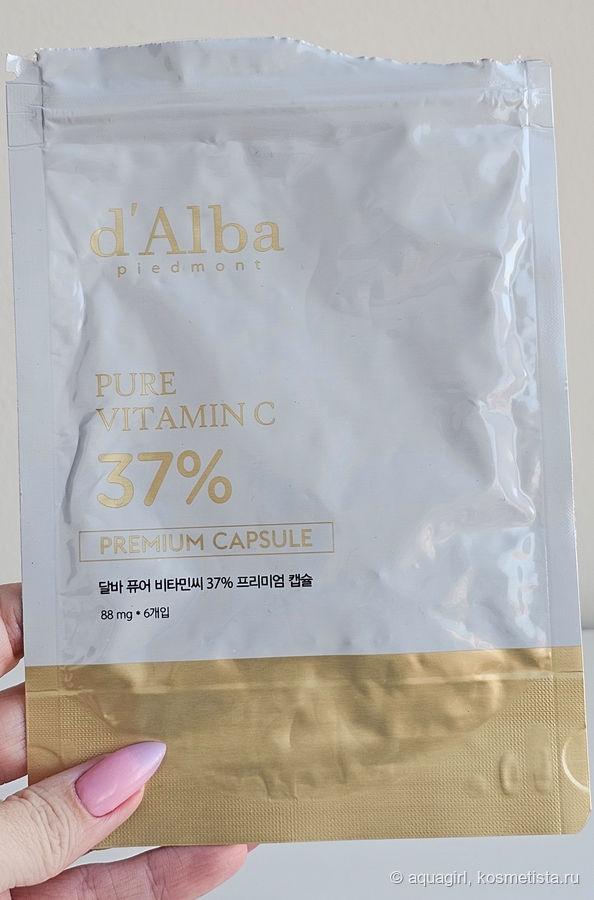 d'Alba
piedmont
PURE
VITAMIN C
37%
PREMIUM CAPSULE
달바 퓨어 비타민씨 37% 프리미엄 캡슐
88 mg • 6개입
© aquagirl, kosmetista.ru